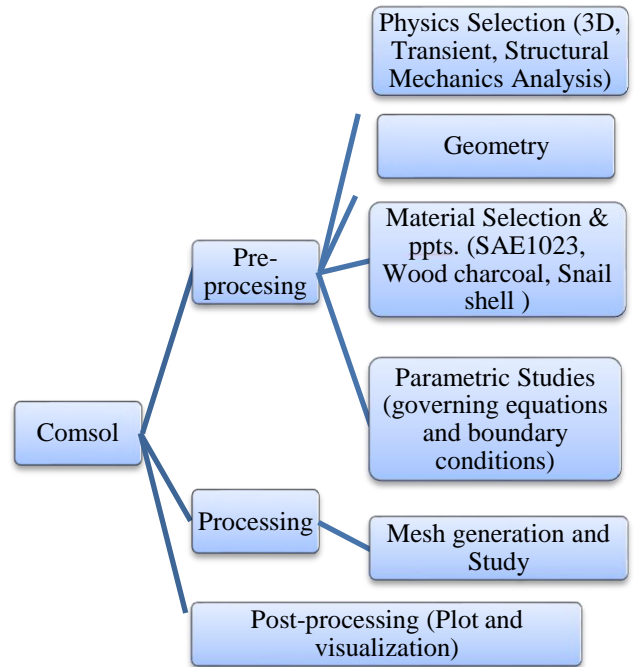 Physics Selection (3D,
Transient, Structural
Mechanics Analysis)
Geometry
Material Selection &
ppts. (SAE1023,
Wood charcoal, Snail
shell )
Pre-
procesing
Parametric Studies
(governing equations
and boundary
conditions)
Comsol
Processing
Mesh generation and
Study
Post-processing (Plot and
visualization)